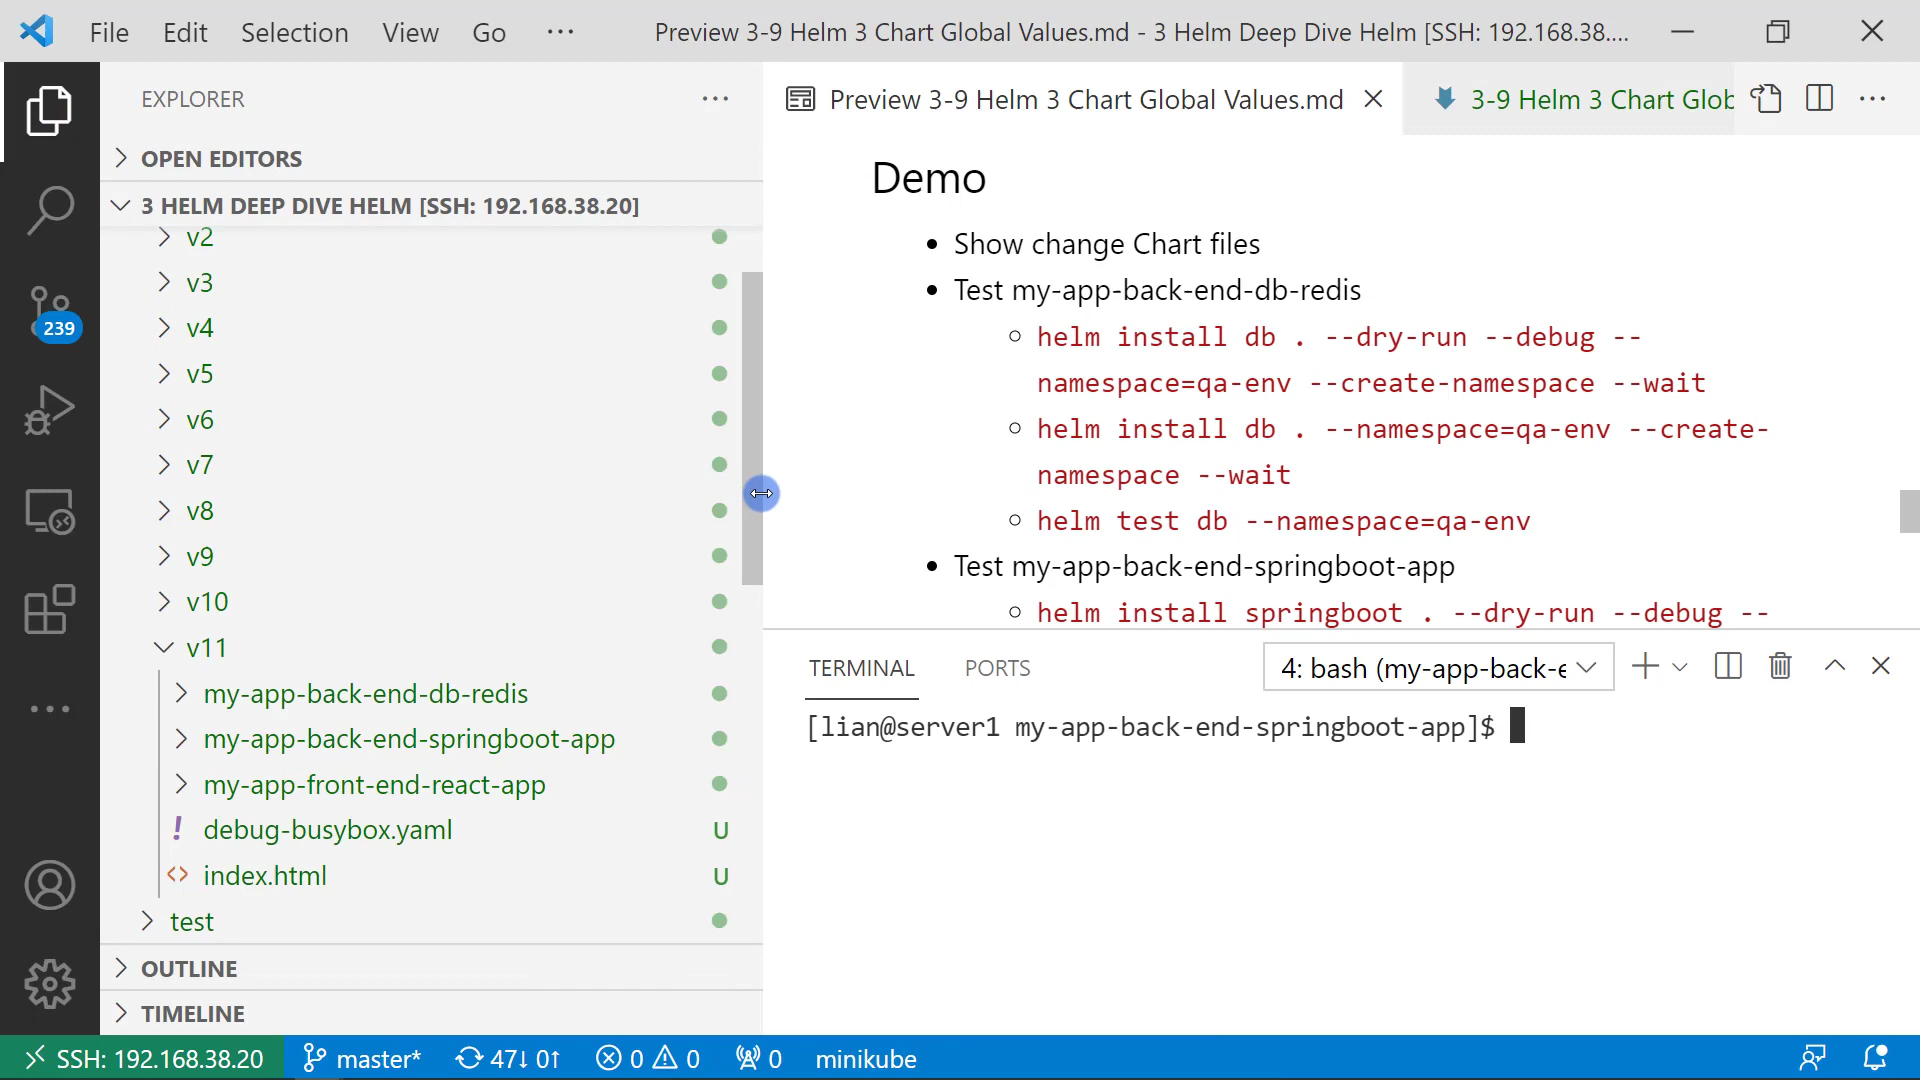 File Edit Selection View Go ··· Preview 3-9 Helm 3 Chart Global Values.md - 3 Helm Deep Dive Helm [SSH: 192.168.38....
EXPLORER ···
Preview 3-9 Helm 3 Chart Global Values.md
3-9 Helm 3 Chart Glob
OPEN EDITORS
3 HELM DEEP DIVE HELM [SSH: 192.168.38.20]
v2
v3
v4
v5
v6
v7
v8
v9
v10
v11
my-app-back-end-db-redis
my-app-back-end-springboot-app
my-app-front-end-react-app
! debug-busybox.yaml U
<> index.html U
test
OUTLINE
TIMELINE
239
Demo
• Show change Chart files
• Test my-app-back-end-db-redis
helm install db . --dry-run --debug --
namespace=qa-env --create-namespace --wait
helm install db . --namespace=qa-env --create-
namespace --wait
helm test db --namespace=qa-env
• Test my-app-back-end-springboot-app
helm install springboot . --dry-run --debug --
TERMINAL PORTS 4: bash (my-app-back-e
[lian@server1 my-app-back-end-springboot-app]$
SSH: 192.168.38.20 master* 47↓ 0↑ 0 0 0 minikube